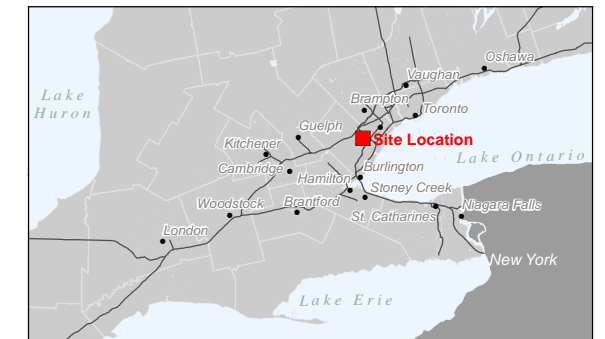 Oshawa
Vaughan
Lake
Huron
Brampton
Toronto
Guelph
Site Location
Kitchener
Lake Ontario
Cambridge
Burlington
Hamilton
Stoney Creek
Woodstock
Brantford
St. Catharines
Niagara Falls
London
New York
Lake Erie